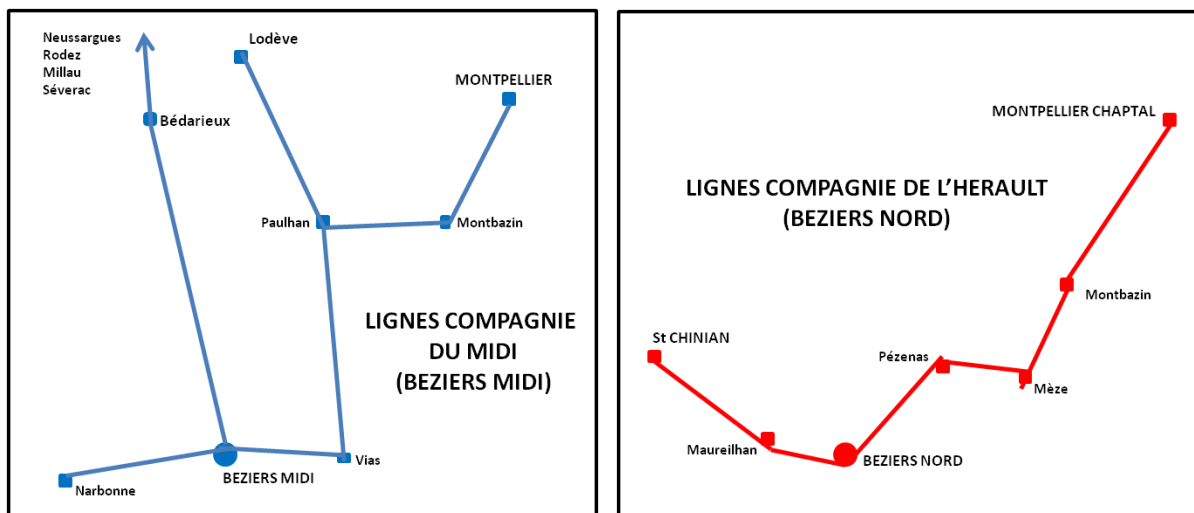 Neussargues
Rodez
Millau
Séverac
Lodève
MONTPELLIER
Bédarieux
Paulhan
Montbazin
LIGNES COMPAGNIE
DU MIDI
(BEZIERS MIDI)
Vias
BEZIERS MIDI
Narbonne
MONTPELLIER CHAPTAL
LIGNES COMPAGNIE DE L'HERAULT
(BEZIERS NORD)
Montbazin
St CHINIAN
Pézenas
Mèze
Maureilhan
BEZIERS NORD